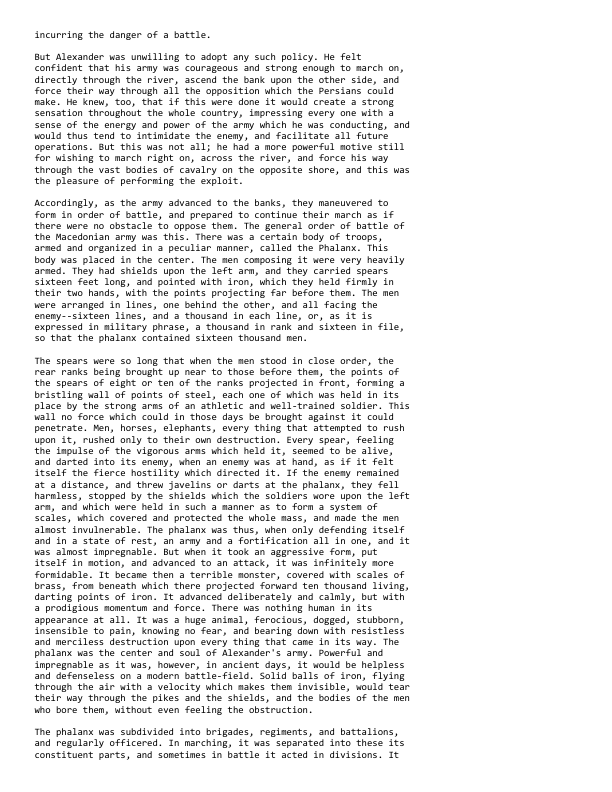 incurring the danger of a battle.

But Alexander was unwilling to adopt any such policy. He felt
confident that his army was courageous and strong enough to march on,
directly through the river, ascend the bank upon the other side, and
force their way through all the opposition which the Persians could
make. He knew, too, that if this were done it would create a strong
sensation throughout the whole country, impressing every one with a
sense of the energy and power of the army which he was conducting, and
would thus tend to intimidate the enemy, and facilitate all future
operations. But this was not all; he had a more powerful motive still
for wishing to march right on, across the river, and force his way
through the vast bodies of cavalry on the opposite shore, and this was
the pleasure of performing the exploit.

Accordingly, as the army advanced to the banks, they maneuvered to
form in order of battle, and prepared to continue their march as if
there were no obstacle to oppose them. The general order of battle of
the Macedonian army was this. There was a certain body of troops,
armed and organized in a peculiar manner, called the Phalanx. This
body was placed in the center. The men composing it were very heavily
armed. They had shields upon the left arm, and they carried spears
sixteen feet long, and pointed with iron, which they held firmly in
their two hands, with the points projecting far before them. The men
were arranged in lines, one behind the other, and all facing the
enemy--sixteen lines, and a thousand in each line, or, as it is
expressed in military phrase, a thousand in rank and sixteen in file,
so that the phalanx contained sixteen thousand men.

The spears were so long that when the men stood in close order, the
rear ranks being brought up near to those before them, the points of
the spears of eight or ten of the ranks projected in front, forming a
bristling wall of points of steel, each one of which was held in its
place by the strong arms of an athletic and well-trained soldier. This
wall no force which could in those days be brought against it could
penetrate. Men, horses, elephants, every thing that attempted to rush
upon it, rushed only to their own destruction. Every spear, feeling
the impulse of the vigorous arms which held it, seemed to be alive,
and darted into its enemy, when an enemy was at hand, as if it felt
itself the fierce hostility which directed it. If the enemy remained
at a distance, and threw javelins or darts at the phalanx, they fell
harmless, stopped by the shields which the soldiers wore upon the left
arm, and which were held in such a manner as to form a system of
scales, which covered and protected the whole mass, and made the men
almost invulnerable. The phalanx was thus, when only defending itself
and in a state of rest, an army and a fortification all in one, and it
was almost impregnable. But when it took an aggressive form, put
itself in motion, and advanced to an attack, it was infinitely more
formidable. It became then a terrible monster, covered with scales of
brass, from beneath which there projected forward ten thousand living,
darting points of iron. It advanced deliberately and calmly, but with
a prodigious momentum and force. There was nothing human in its
appearance at all. It was a huge animal, ferocious, dogged, stubborn,
insensible to pain, knowing no fear, and bearing down with resistless
and merciless destruction upon every thing that came in its way. The
phalanx was the center and soul of Alexander's army. Powerful and
impregnable as it was, however, in ancient days, it would be helpless
and defenseless on a modern battle-field. Solid balls of iron, flying
through the air with a velocity which makes them invisible, would tear
their way through the pikes and the shields, and the bodies of the men
who bore them, without even feeling the obstruction.

The phalanx was subdivided into brigades, regiments, and battalions,
and regularly officered. In marching, it was separated into these its
constituent parts, and sometimes in battle it acted in divisions. It